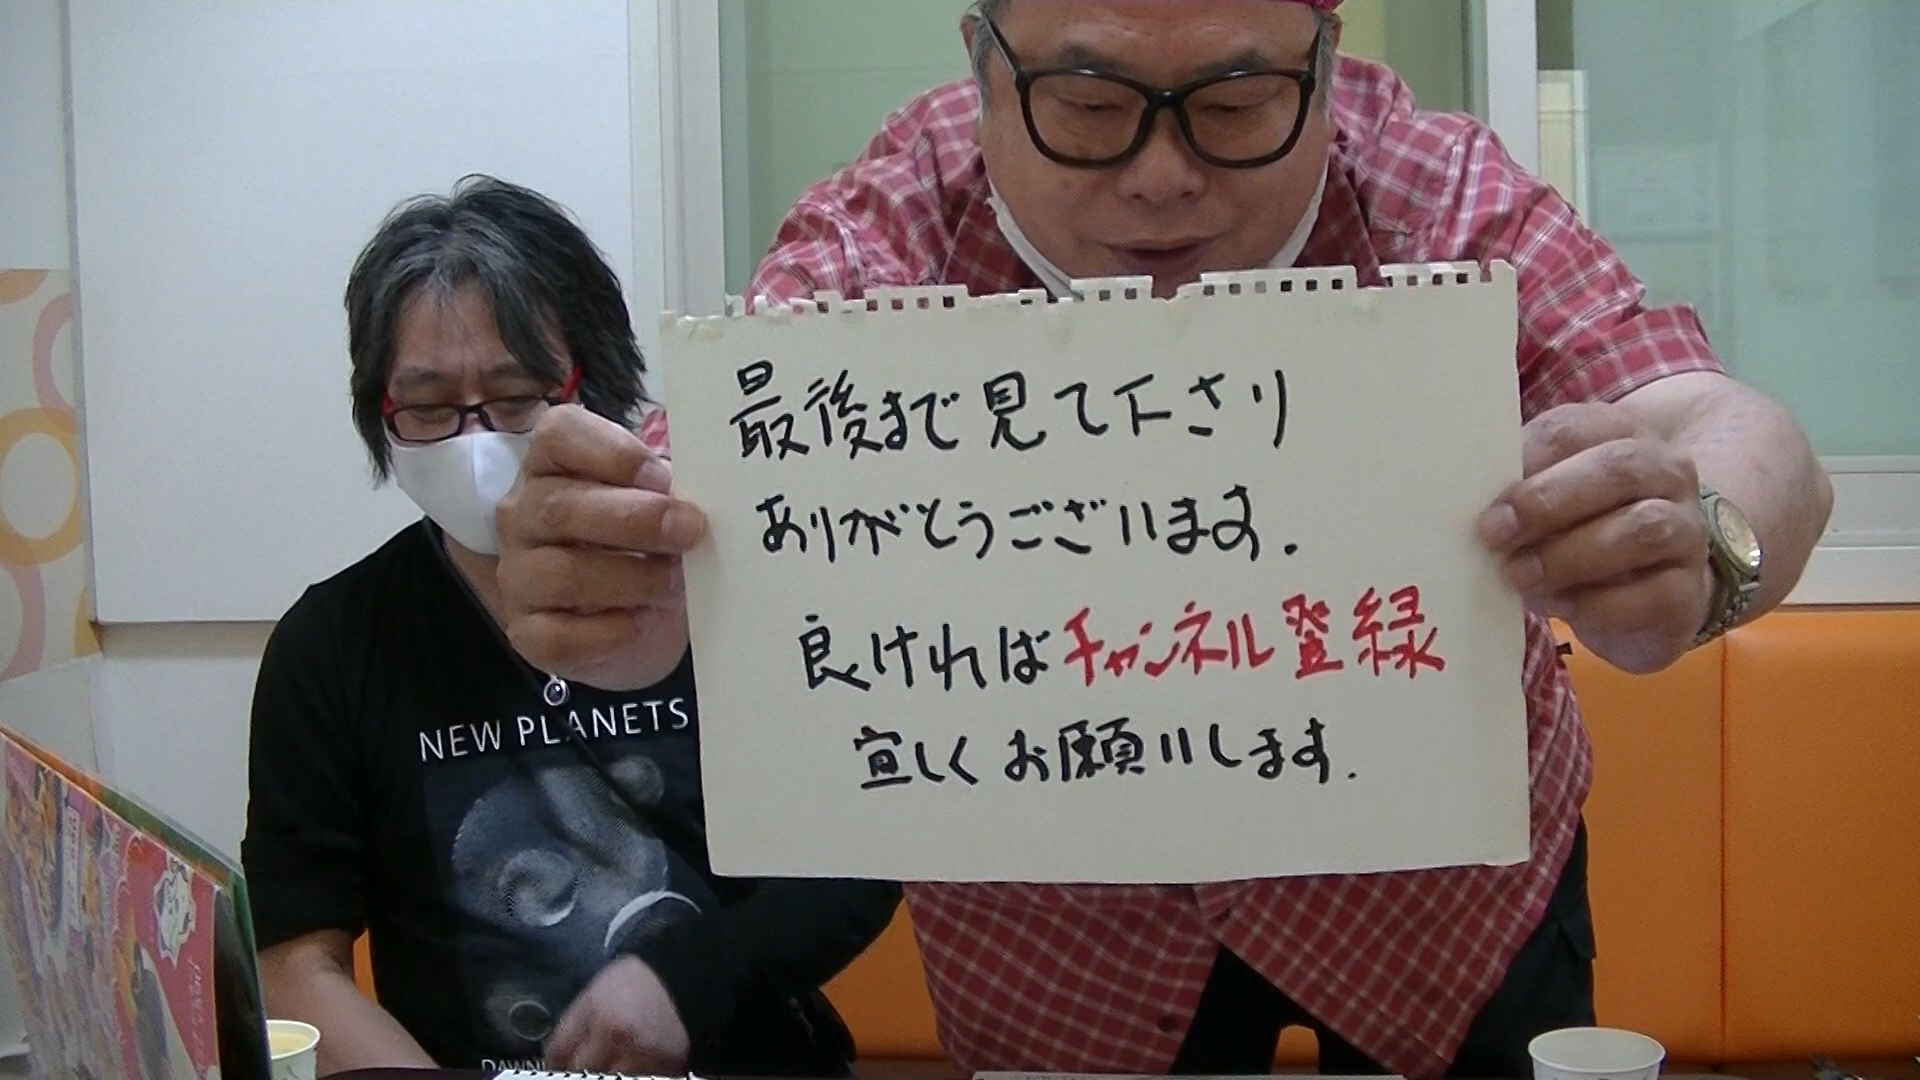 最後まで見て下さり
ありがとうございます.
良ければチャンネル登録
宜しくお願いします.
NEW PLANETS